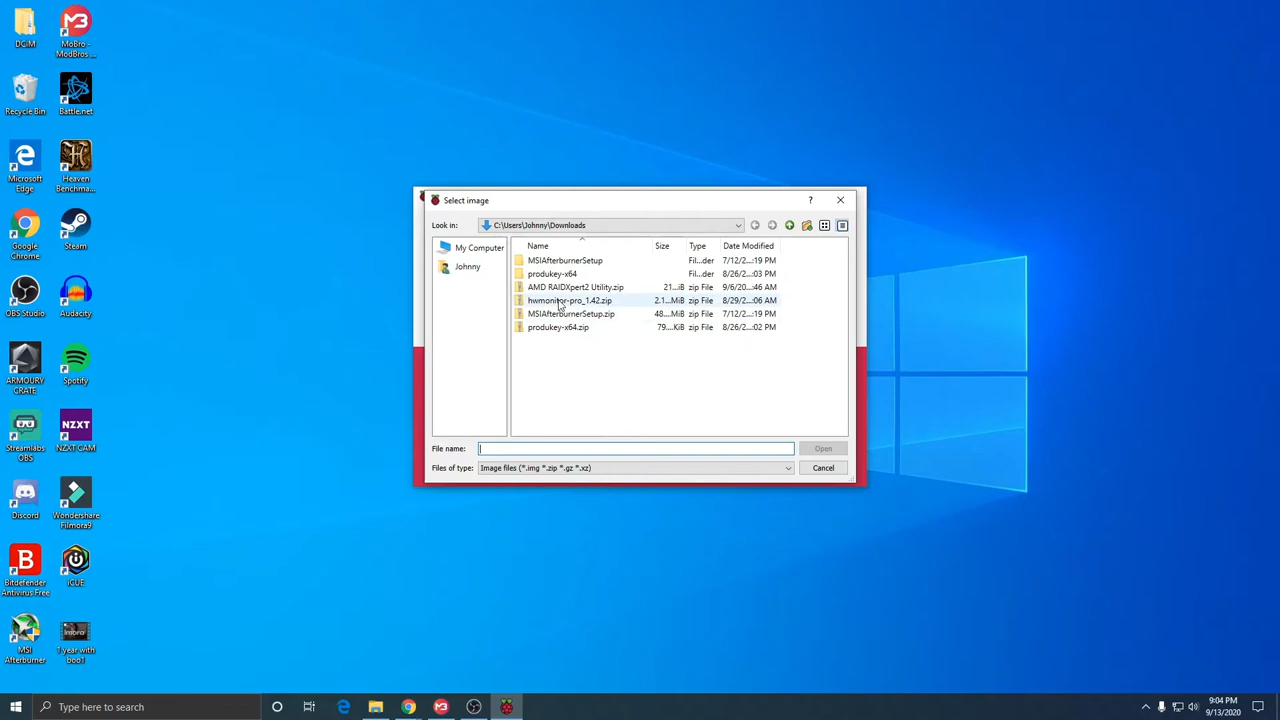 DCIM
MoBro -
ModBros ...
Recycle Bin
Battle.net
Microsoft
Edge
Heaven
Benchma...
Google
Chrome
Steam
OBS Studio
Audacity
ARMOURY
CRATE
Spotify
Streamlabs
OBS
NZXT
NZXT CAM
Discord
Wondershare
Filmora9
Bitdefender
Antivirus Free
iCUE
MSI
Afterburner
1 year with
boo1
Select image
?
Look in:
C:\Users\Johnny\Downloads
My Computer
Johnny
Name Size Type Date Modified
MSIAfterburnerSetup Fil...der 7/12/2...:19 PM
produkey-x64 Fil...der 8/26/2...:03 PM
AMD RAIDXpert2 Utility.zip 21...iB zip File 9/6/20...:46 AM
hwmonitor-pro_1.42.zip 2.1...MiB zip File 8/29/2...:06 AM
MSIAfterburnerSetup.zip 48....MiB zip File 7/12/2...:19 PM
produkey-x64.zip 79....KiB zip File 8/26/2...:02 PM
File name:
Open
Files of type: Image files (*.img *.zip *.gz *.xz)
Cancel
Type here to search
9:04 PM
9/13/2020